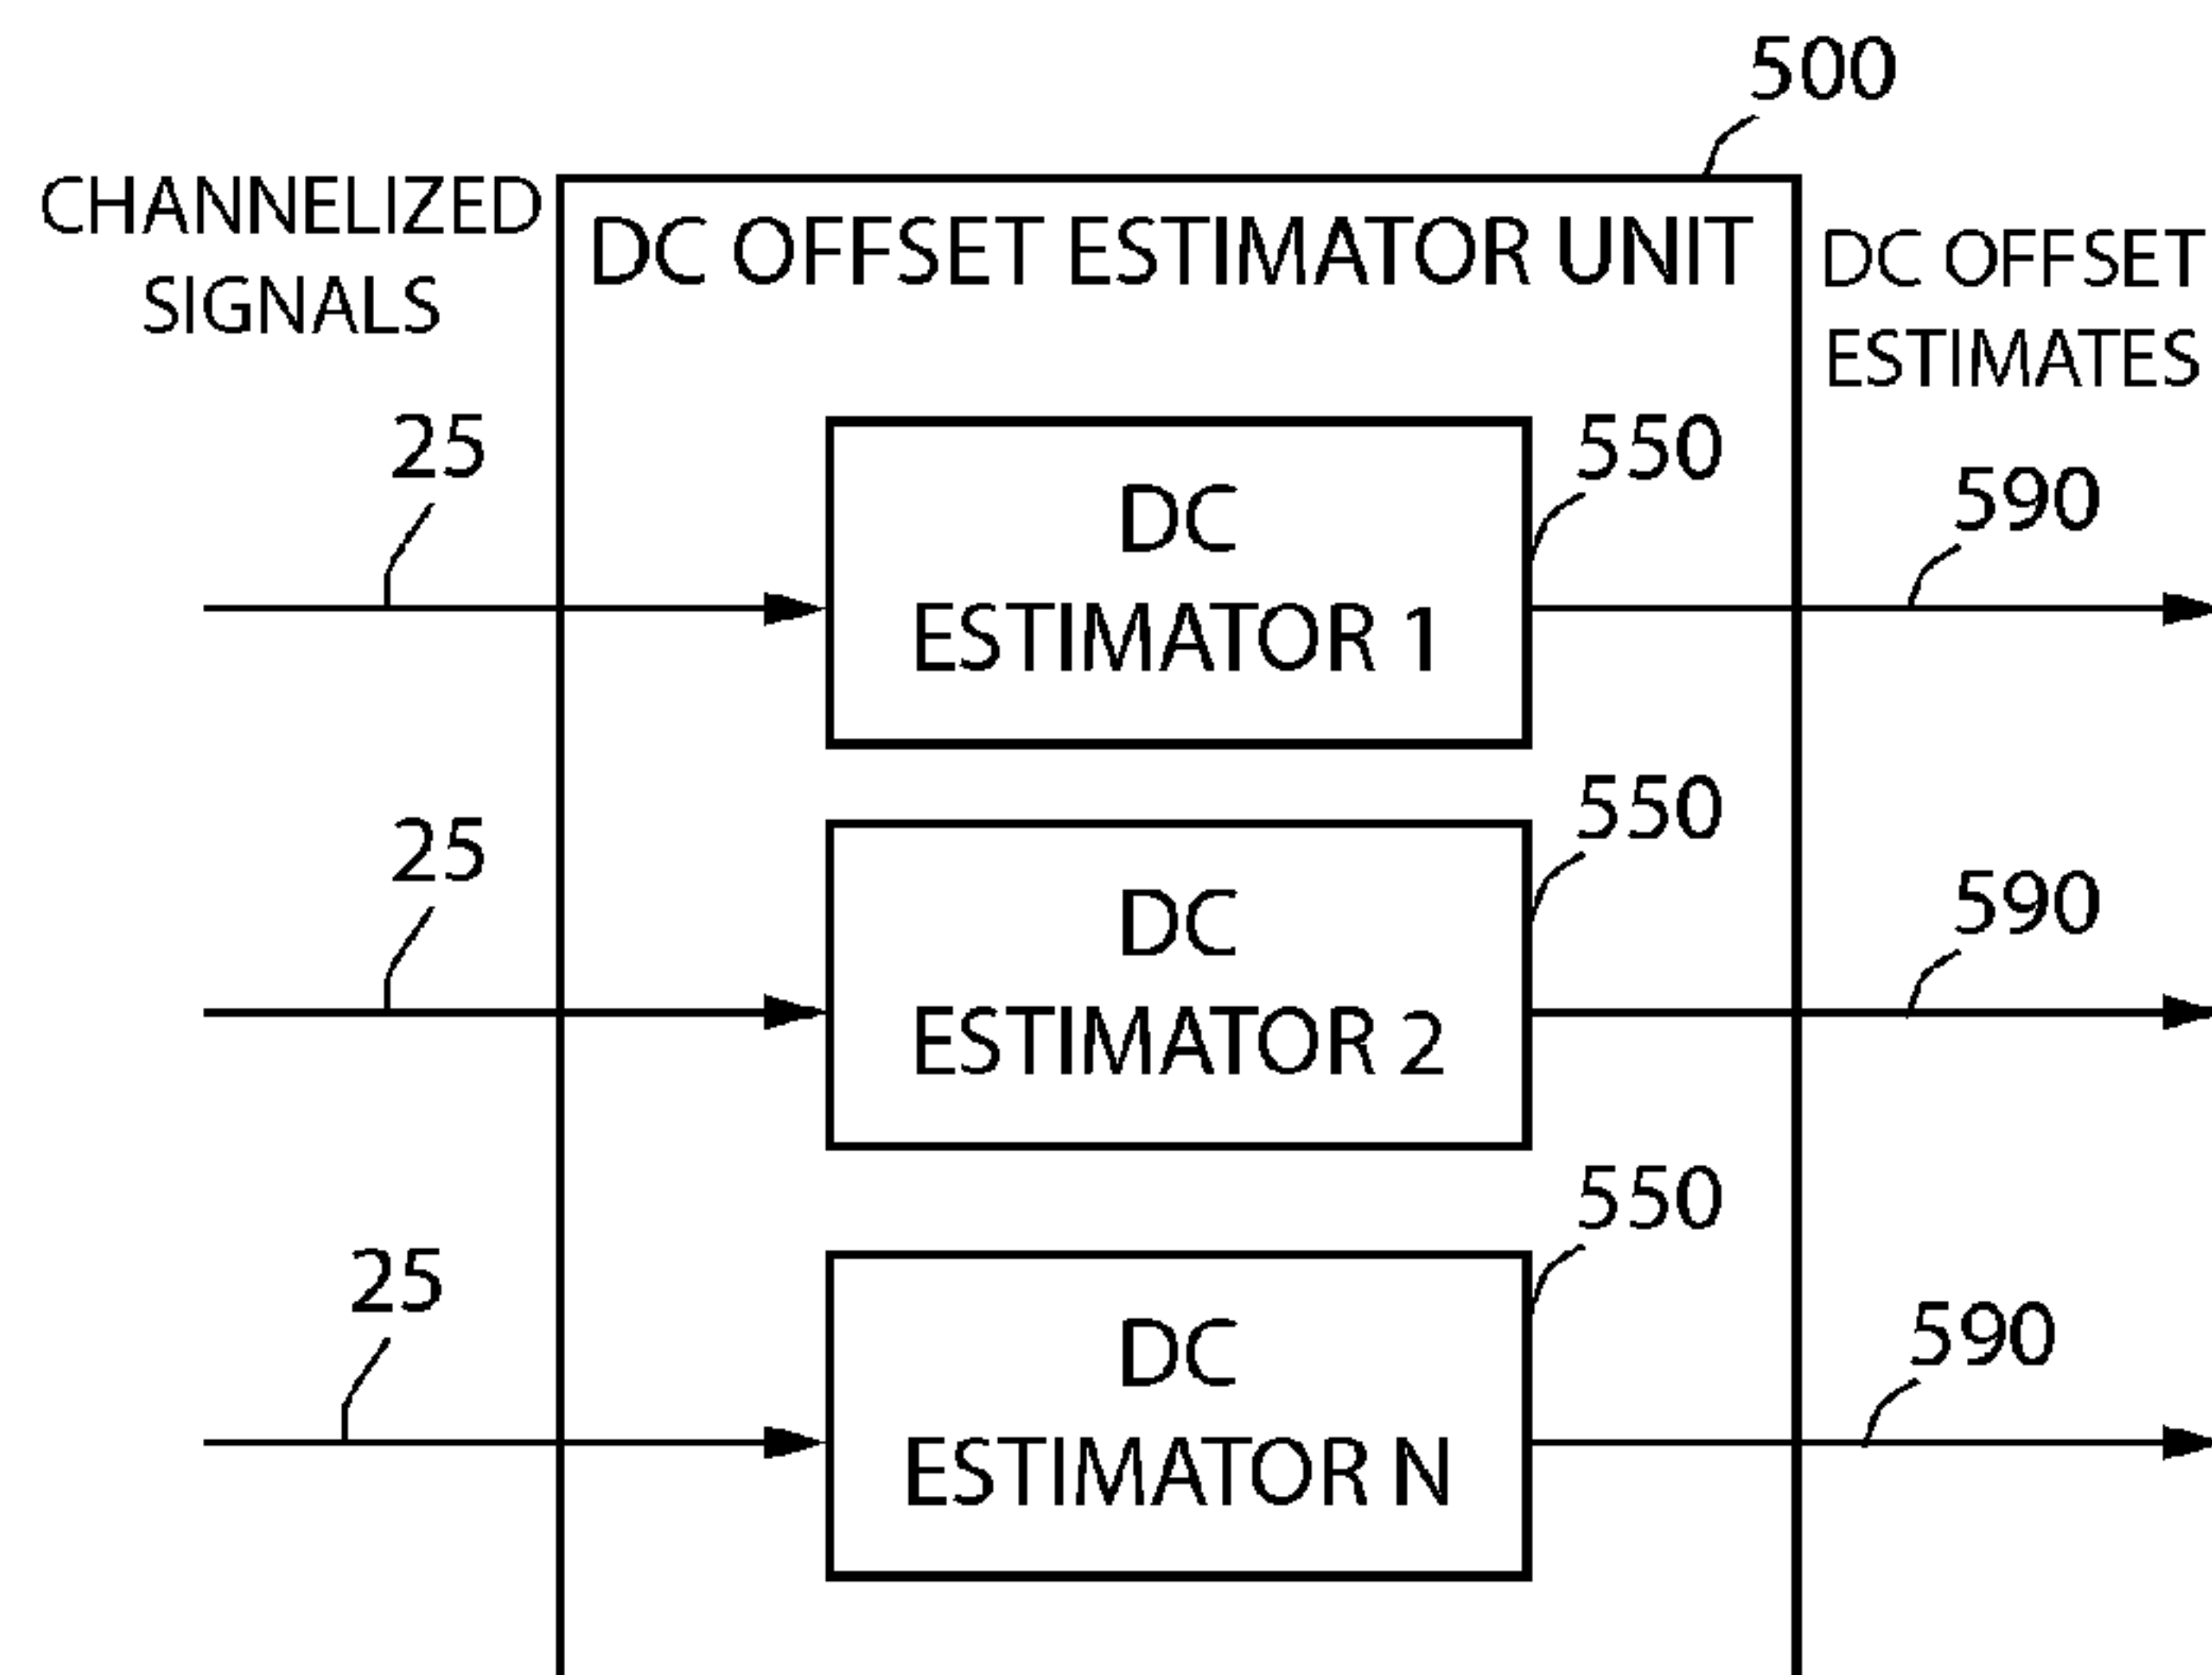 500
CHANNELIZED
SIGNALS
DC OFFSET ESTIMATOR UNIT
DC OFFSET
ESTIMATES
25
550
590
DC
ESTIMATOR 1
25
550
590
DC
ESTIMATOR 2
25
550
590
DC
ESTIMATOR N